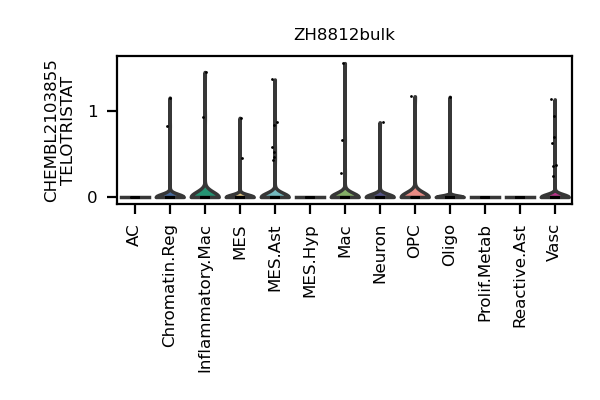 ZH8812bulk
CHEMBL2103855
TELOTRISTAT
1
0
AC
Chromatin.Reg
Inflammatory.Mac
MES
MES.Ast
MES.Hyp
Mac
Neuron
OPC
Oligo
Prolif.Metab
Reactive.Ast
Vasc